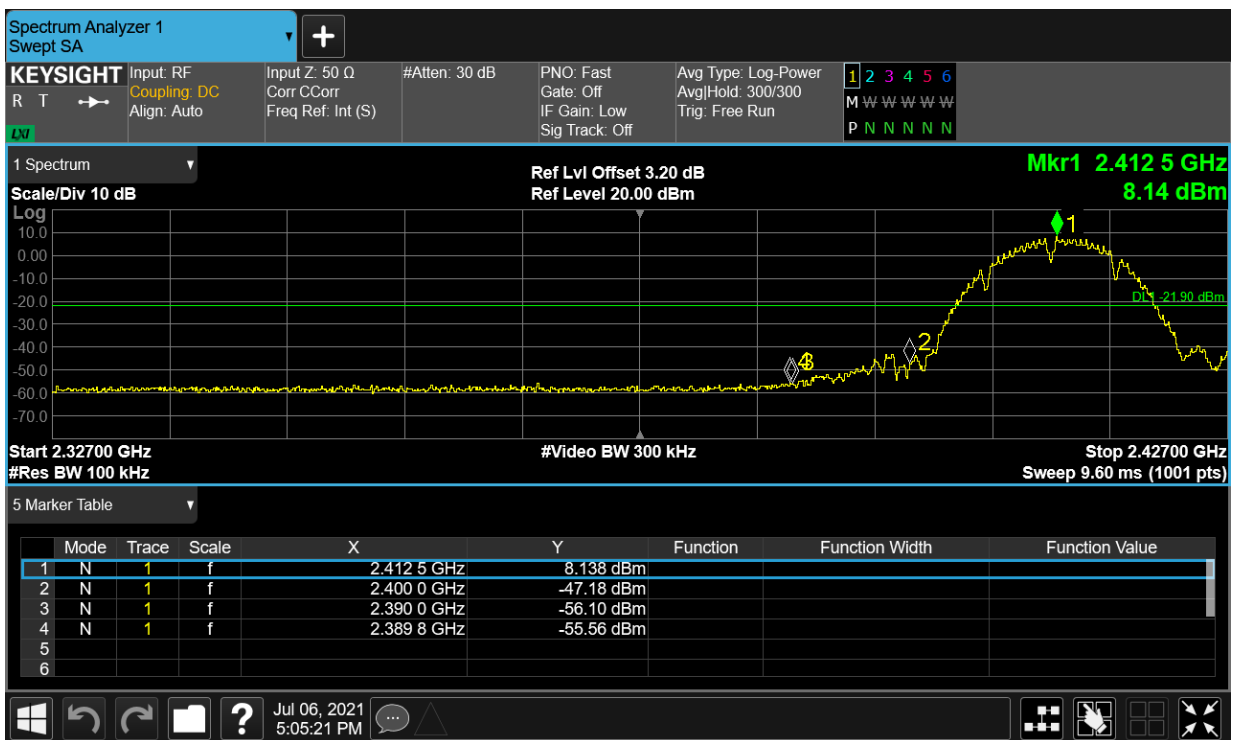 Spectrum Analyzer 1
Swept SA
KEYSIGHT Input: RF Input Z: 50 Ω #Atten: 30 dB PNO: Fast Avg Type: Log-Power 1 2 3 4 5 6
R T Coupling: DC Corr CCorr Gate: Off Avg|Hold: 300/300 M W W W W W
Align: Auto Freq Ref: Int (S) IF Gain: Low Trig: Free Run
LXI Sig Track: Off P N N N N N
1 Spectrum Ref Lvl Offset 3.20 dB Mkr1 2.412 5 GHz
Scale/Div 10 dB Ref Level 20.00 dBm 8.14 dBm
Log
1
10.0
0.00
-10.0
-20.0
DL1 -21.90 dBm
-30.0
-40.0
2
4 3
-50.0
-60.0
-70.0
Start 2.32700 GHz #Video BW 300 kHz Stop 2.42700 GHz
#Res BW 100 kHz Sweep 9.60 ms (1001 pts)
5 Marker Table
Mode Trace Scale X Y Function Function Width Function Value
1 N 1 f 2.412 5 GHz 8.138 dBm
2 N 1 f 2.400 0 GHz -47.18 dBm
3 N 1 f 2.390 0 GHz -56.10 dBm
4 N 1 f 2.389 8 GHz -55.56 dBm
5
6
? Jul 06, 2021
5:05:21 PM